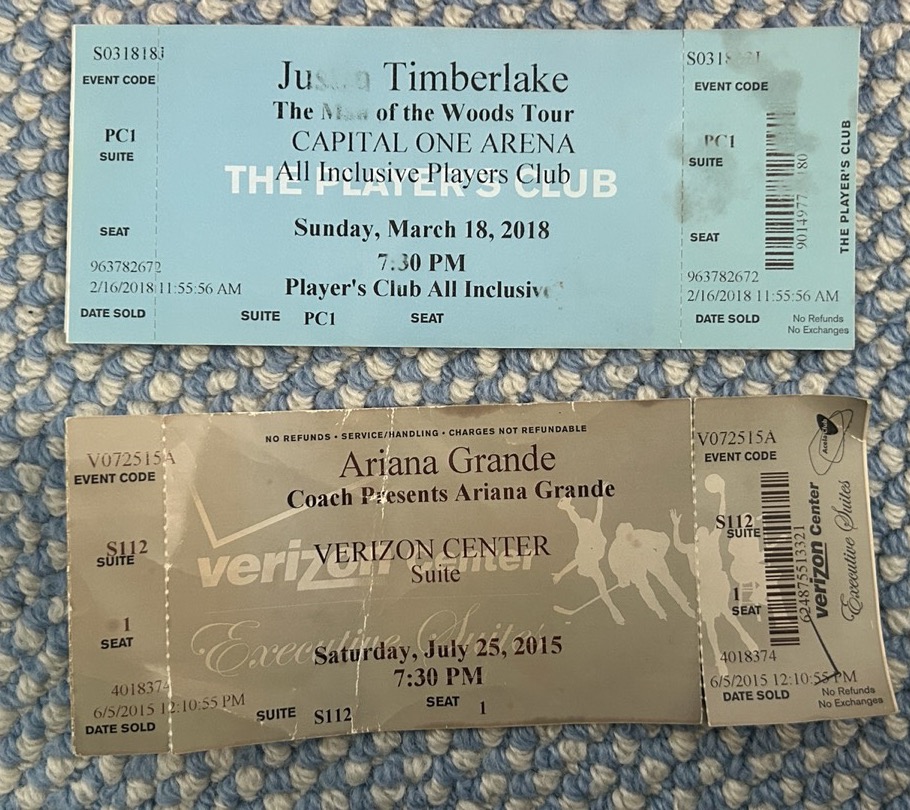 S031818J
EVENT CODE
PC1
SUITE
SEAT
963782672
2/16/2018 11:55:56 AM
DATE SOLD
Timberlake
The of the Woods Tour
CAPITAL ONE ARENA
All Inclusive Players Club
THE PLAYER'S CLUB
Sunday, March 18, 2018
7:30 PM
Player's Club All Inclusive
SUITE PC1 SEAT
EVENT CODE
PC1
SUITE
SEAT
963782672
2/16/2018 11:55:56 AM
DATE SOLD
No Refunds
No Exchanges
THE PLAYER'S CLUB
NO REFUNDS • SERVICE/HANDLING • CHARGES NOT REFUNDABLE
V072515A
EVENT CODE
S112
SUITE
1
SEAT
4018374
6/5/2015 12:10:55 PM
DATE SOLD
Ariana Grande
Coach Presents Ariana Grande
VERIZON CENTER
verizon center
Suite
Executive Suites
Saturday, July 25, 2015
7:30 PM
SUITE S112 SEAT 1
V072515A
EVENT CODE
S112
SUITE
1
SEAT
4018374
6/5/2015 12:10:55 PM
DATE SOLD
No Refunds
No Exchanges
624875513321
verizon center
Executive Suites